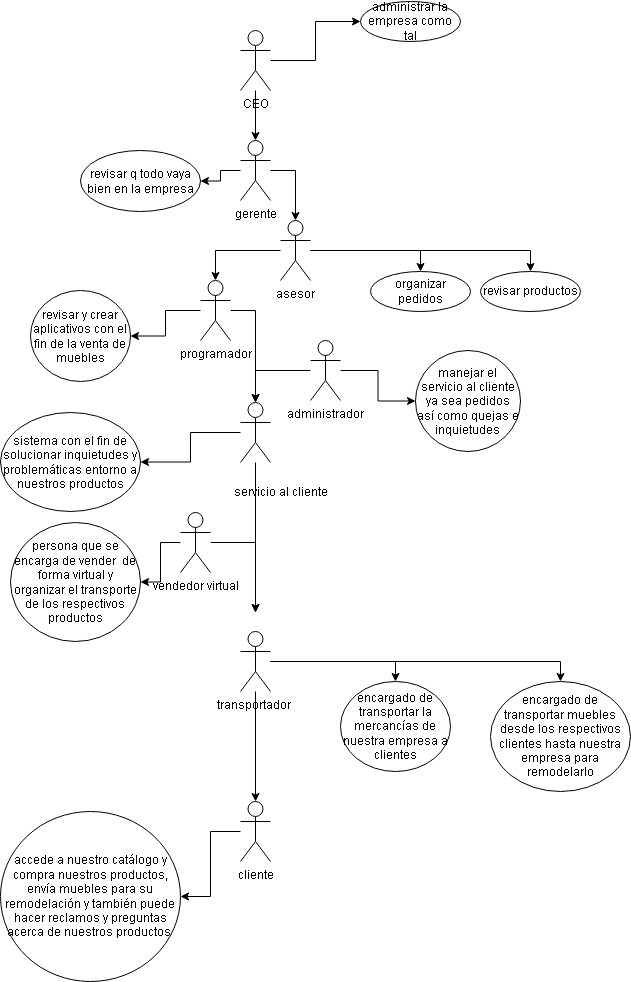 administrar la
empresa como
tal
CEO
revisar q todo vaya
bien en la empresa
gerente
asesor
organizar
pedidos
revisar productos
revisar y crear
aplicativos con el
fin de la venta de
muebles
programador
administrador
manejar el
servicio al cliente
ya sea pedidos
así como quejas e
inquietudes
sistema con el fin de
solucionar inquietudes y
problemáticas entorno a
nuestros productos
servicio al cliente
persona que se
encarga de vender de
forma virtual y
organizar el transporte
de los respectivos
productos
vendedor virtual
transportador
encargado de
transportar la
mercancías de
nuestra empresa a
clientes
encargado de
transportar muebles
desde los respectivos
clientes hasta nuestra
empresa para
remodelarlo
cliente
accede a nuestro catálogo y
compra nuestros productos,
envía muebles para su
remodelación y también puede
hacer reclamos y preguntas
acerca de nuestros productos